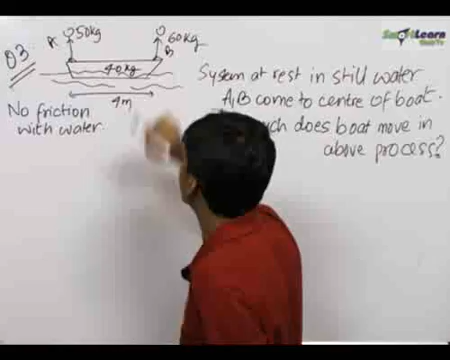 Q3
A 50kg
60kg
B
40kg
4m
No friction
with water
System at rest in still water
A,B come to centre of boat.
does boat move in
above process?
SmartLearn